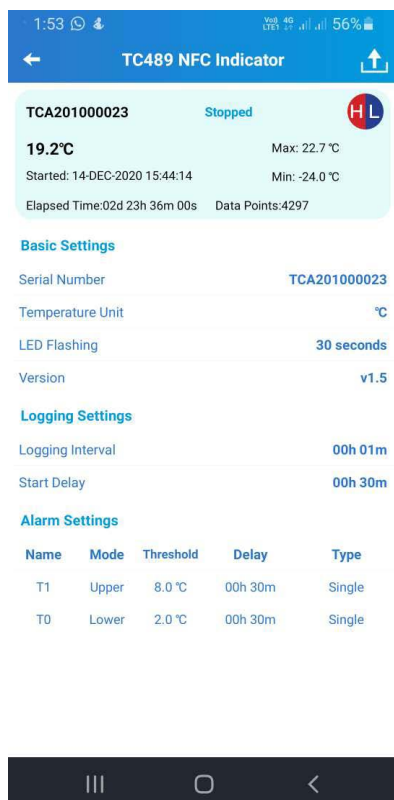 1:53 Vo)) 4G LTE1 56%
TC489 NFC Indicator
TCA201000023 Stopped H L
19.2℃ Max: 22.7 ℃
Started: 14-DEC-2020 15:44:14 Min: -24.0 ℃
Elapsed Time:02d 23h 36m 00s Data Points:4297
Basic Settings
Serial Number TCA201000023
Temperature Unit ℃
LED Flashing 30 seconds
Version v1.5
Logging Settings
Logging Interval 00h 01m
Start Delay 00h 30m
Alarm Settings
Name Mode Threshold Delay Type
T1 Upper 8.0 ℃ 00h 30m Single
T0 Lower 2.0 ℃ 00h 30m Single